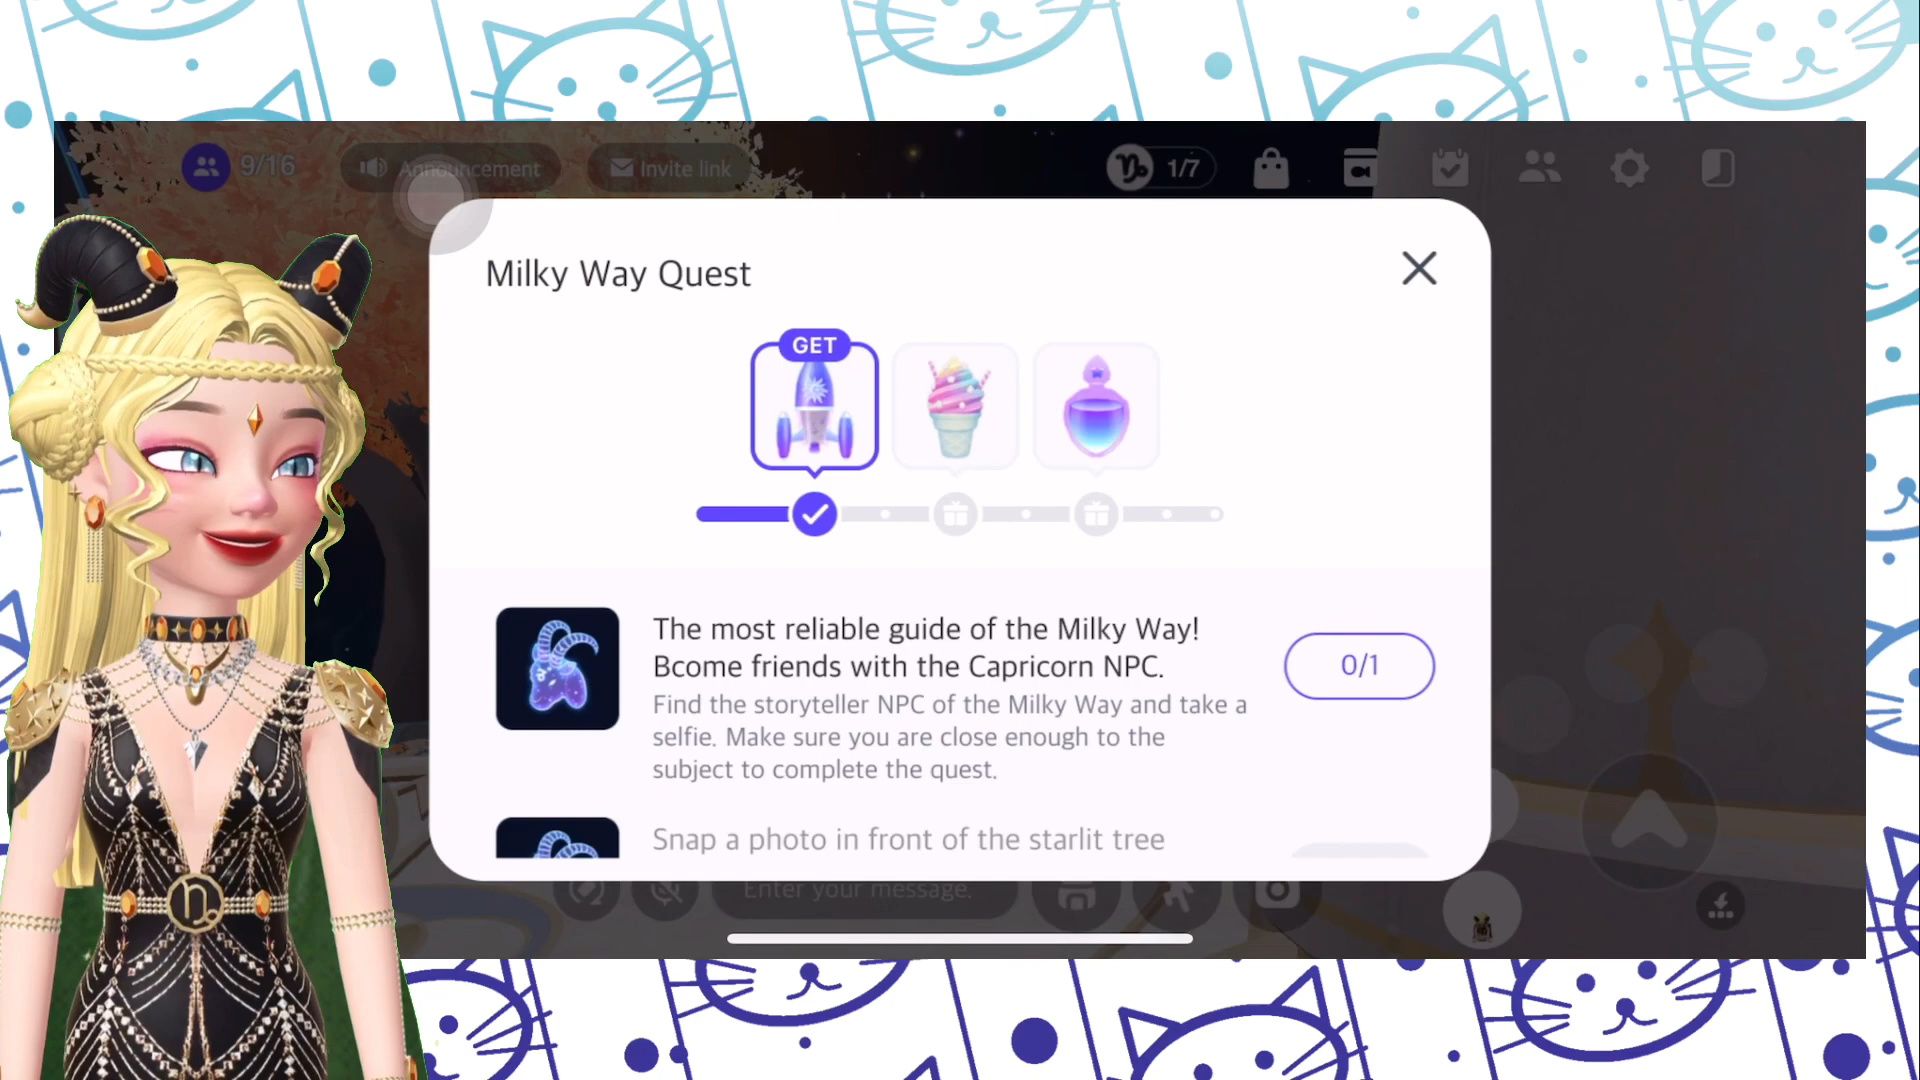 9/16
Announcement
Invite link
1/7
Milky Way Quest
GET
The most reliable guide of the Milky Way!
Bcome friends with the Capricorn NPC.
0/1
Find the storyteller NPC of the Milky Way and take a
selfie. Make sure you are close enough to the
subject to complete the quest.
Snap a photo in front of the starlit tree
Enter your message.